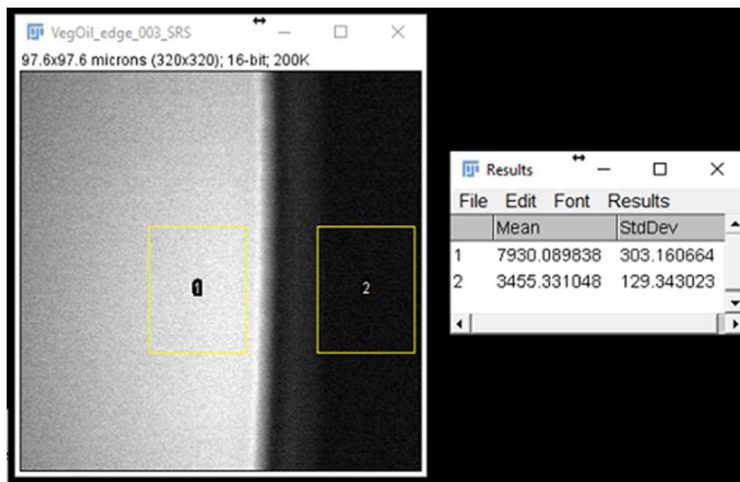 VegOil_edge_003_SRS
97.6x97.6 microns (320x320); 16-bit; 200K
1
2
Results
File Edit Font Results
Mean StdDev
1 7930.089838 303.160664
2 3455.331048 129.343023